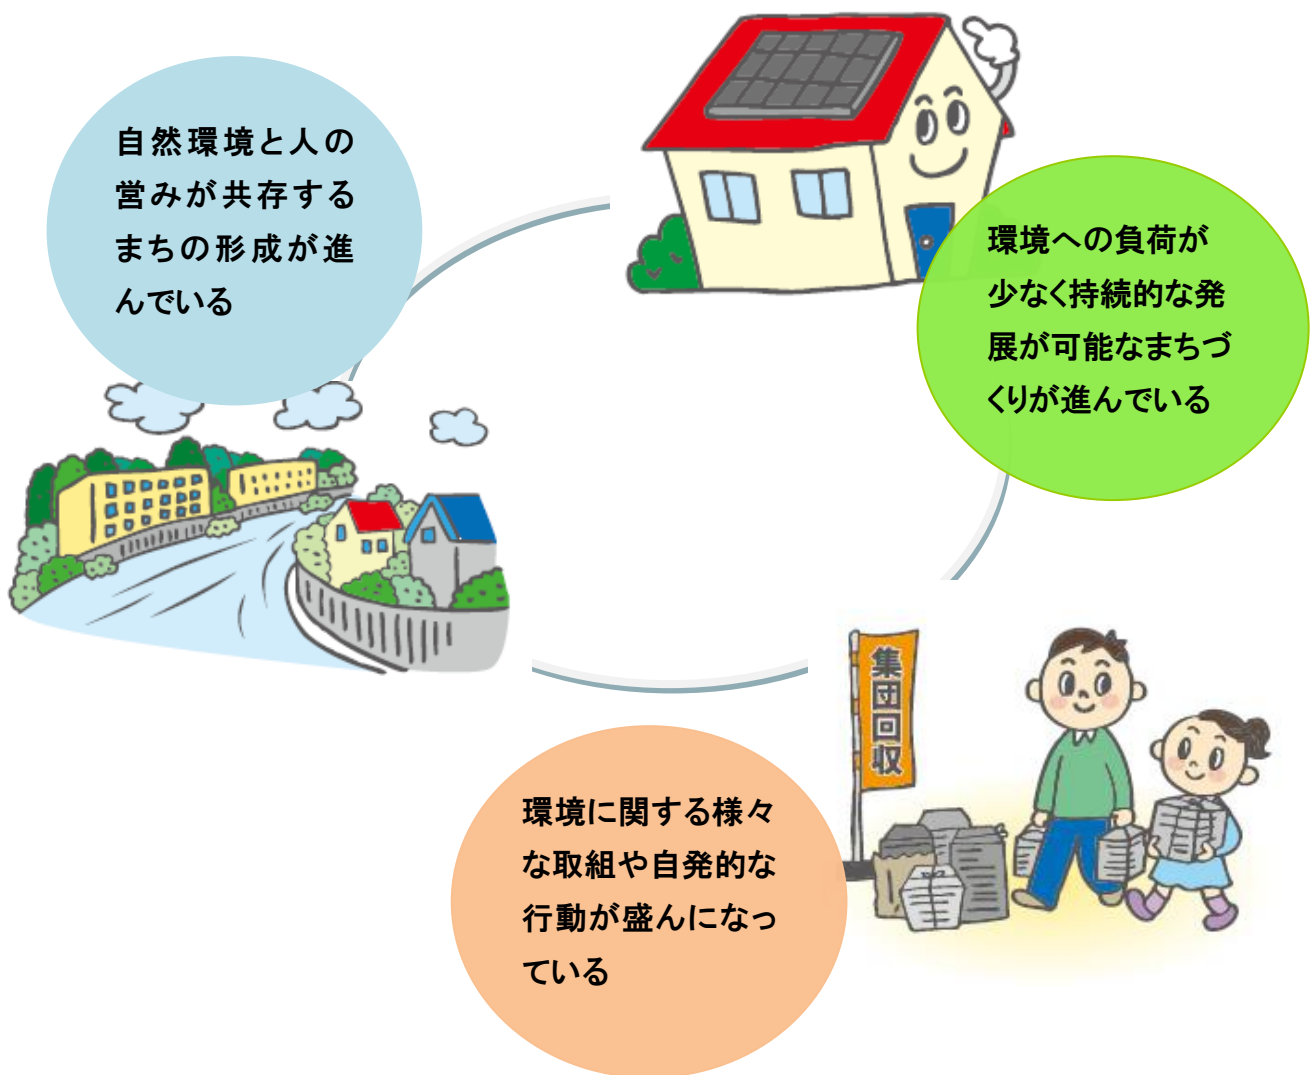 自然環境と人の
営みが共存する
まちの形成が進
んでいる
環境への負荷が
少なく持続的な発
展が可能なまちづ
くりが進んでいる
集団回収
環境に関する様々
な取組や自発的な
行動が盛んになっ
ている